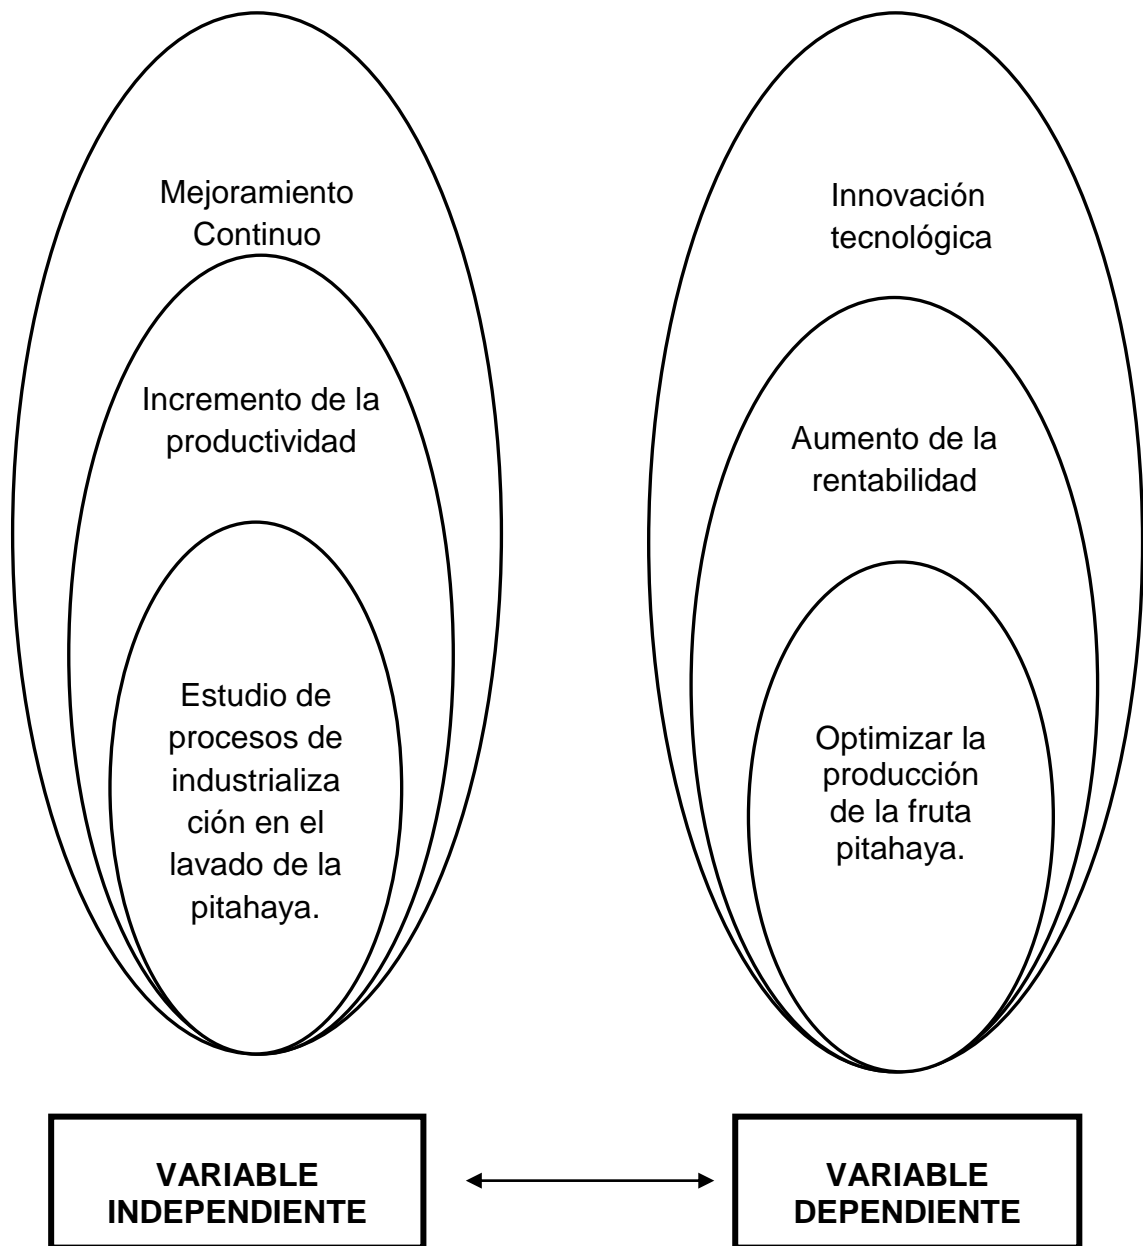 Mejoramiento
Continuo
Incremento de la
productividad
Estudio de
procesos de
industrializa
ción en el
lavado de la
pitahaya.
Innovación
tecnológica
Aumento de la
rentabilidad
Optimizar la
producción
de la fruta
pitahaya.
VARIABLE
INDEPENDIENTE
VARIABLE
DEPENDIENTE